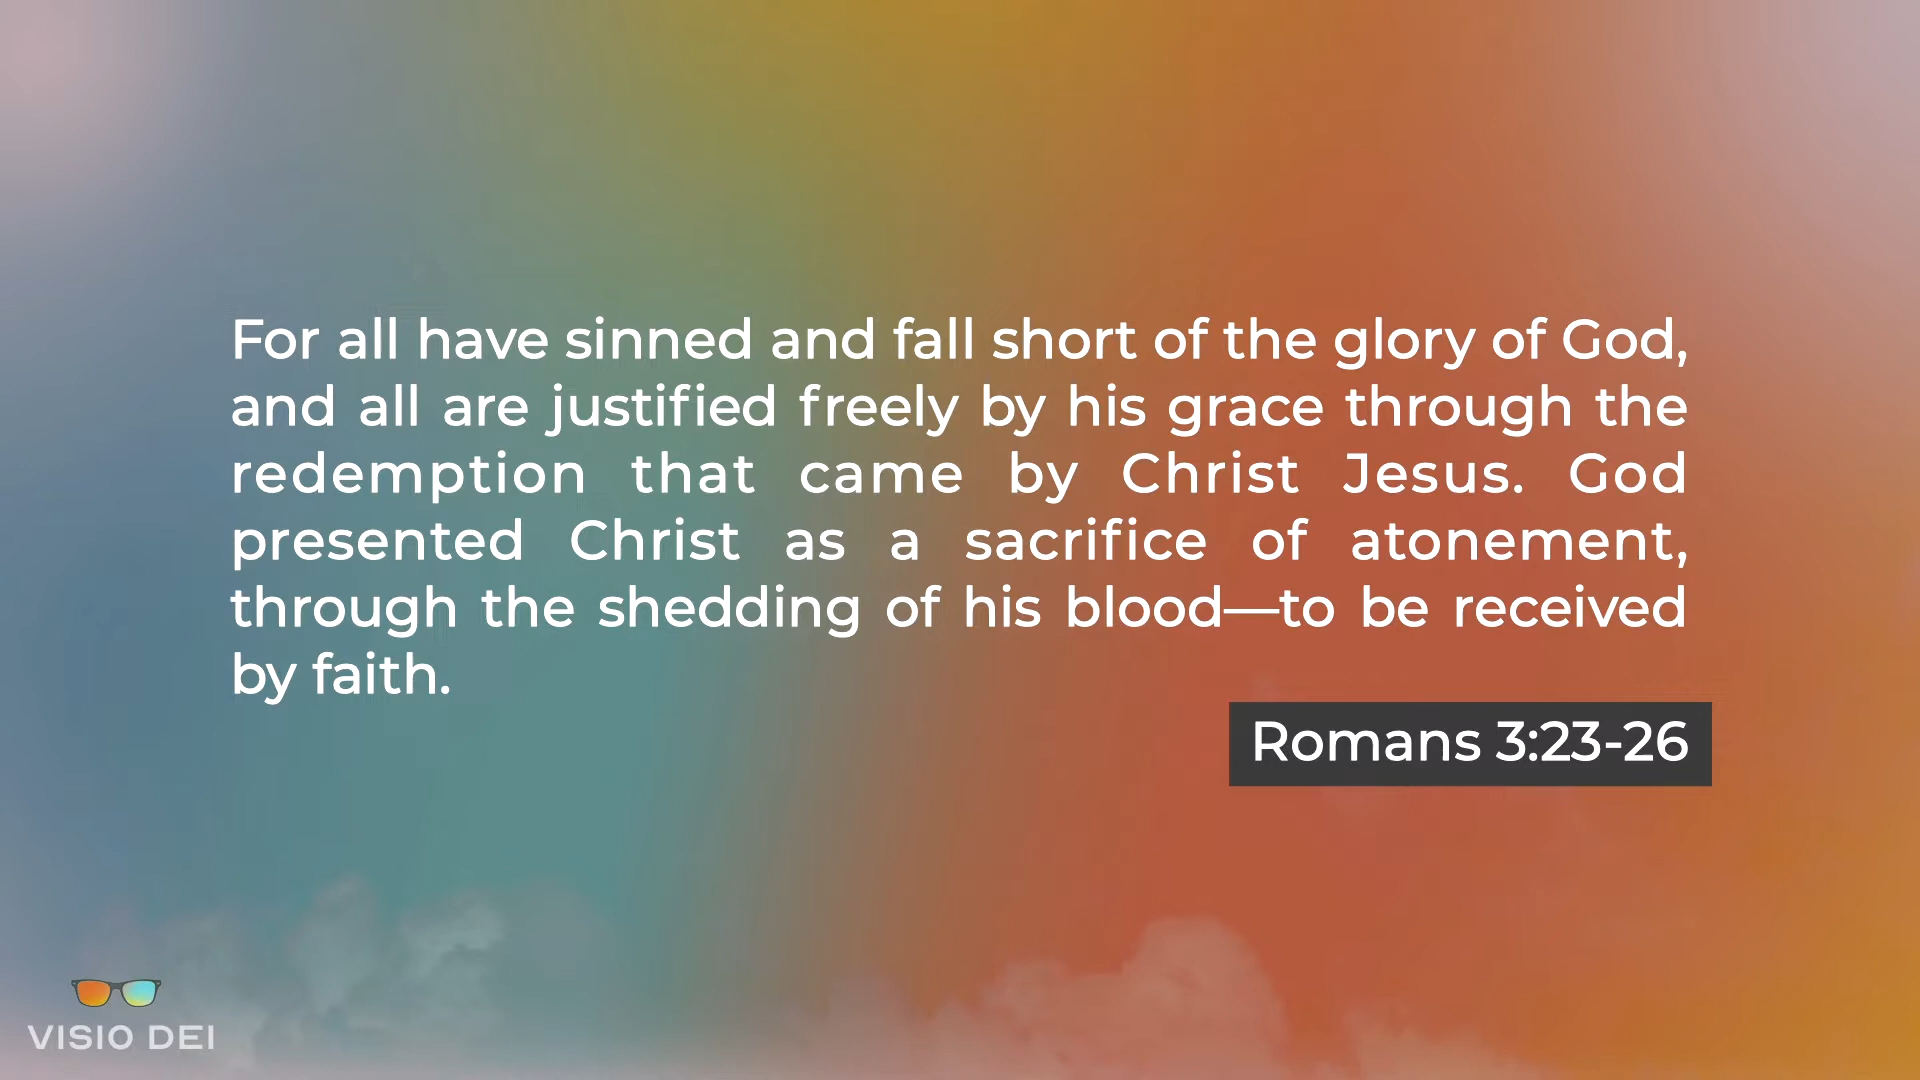 For all have sinned and fall short of the glory of God,
and all are justified freely by his grace through the
redemption that came by Christ Jesus. God
presented Christ as a sacrifice of atonement,
through the shedding of his blood—to be received
by faith.
Romans 3:23-26
VISIO DEI